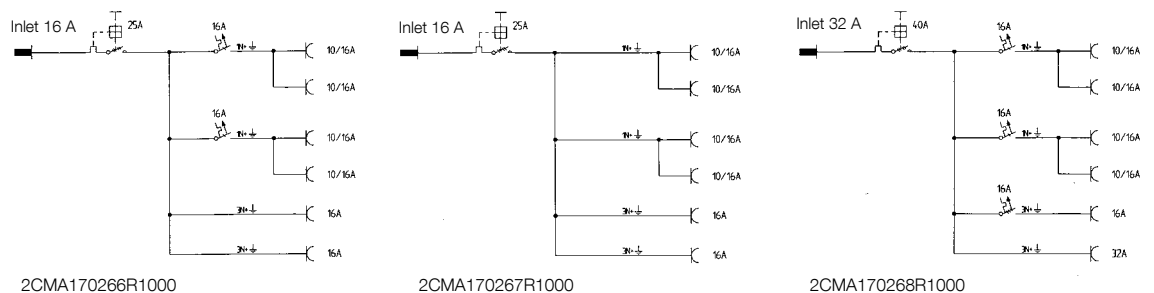 Inlet 16 A
25A
16A
1N+
10/16A
10/16A
16A
1N+
10/16A
10/16A
3N+
16A
3N+
16A
2CMA170266R1000
Inlet 16 A
25A
1N+
10/16A
10/16A
1N+
10/16A
10/16A
3N+
16A
3N+
16A
2CMA170267R1000
Inlet 32 A
40A
16A
1N+
10/16A
10/16A
16A
1N+
10/16A
10/16A
16A
3N+
16A
3N+
32A
2CMA170268R1000